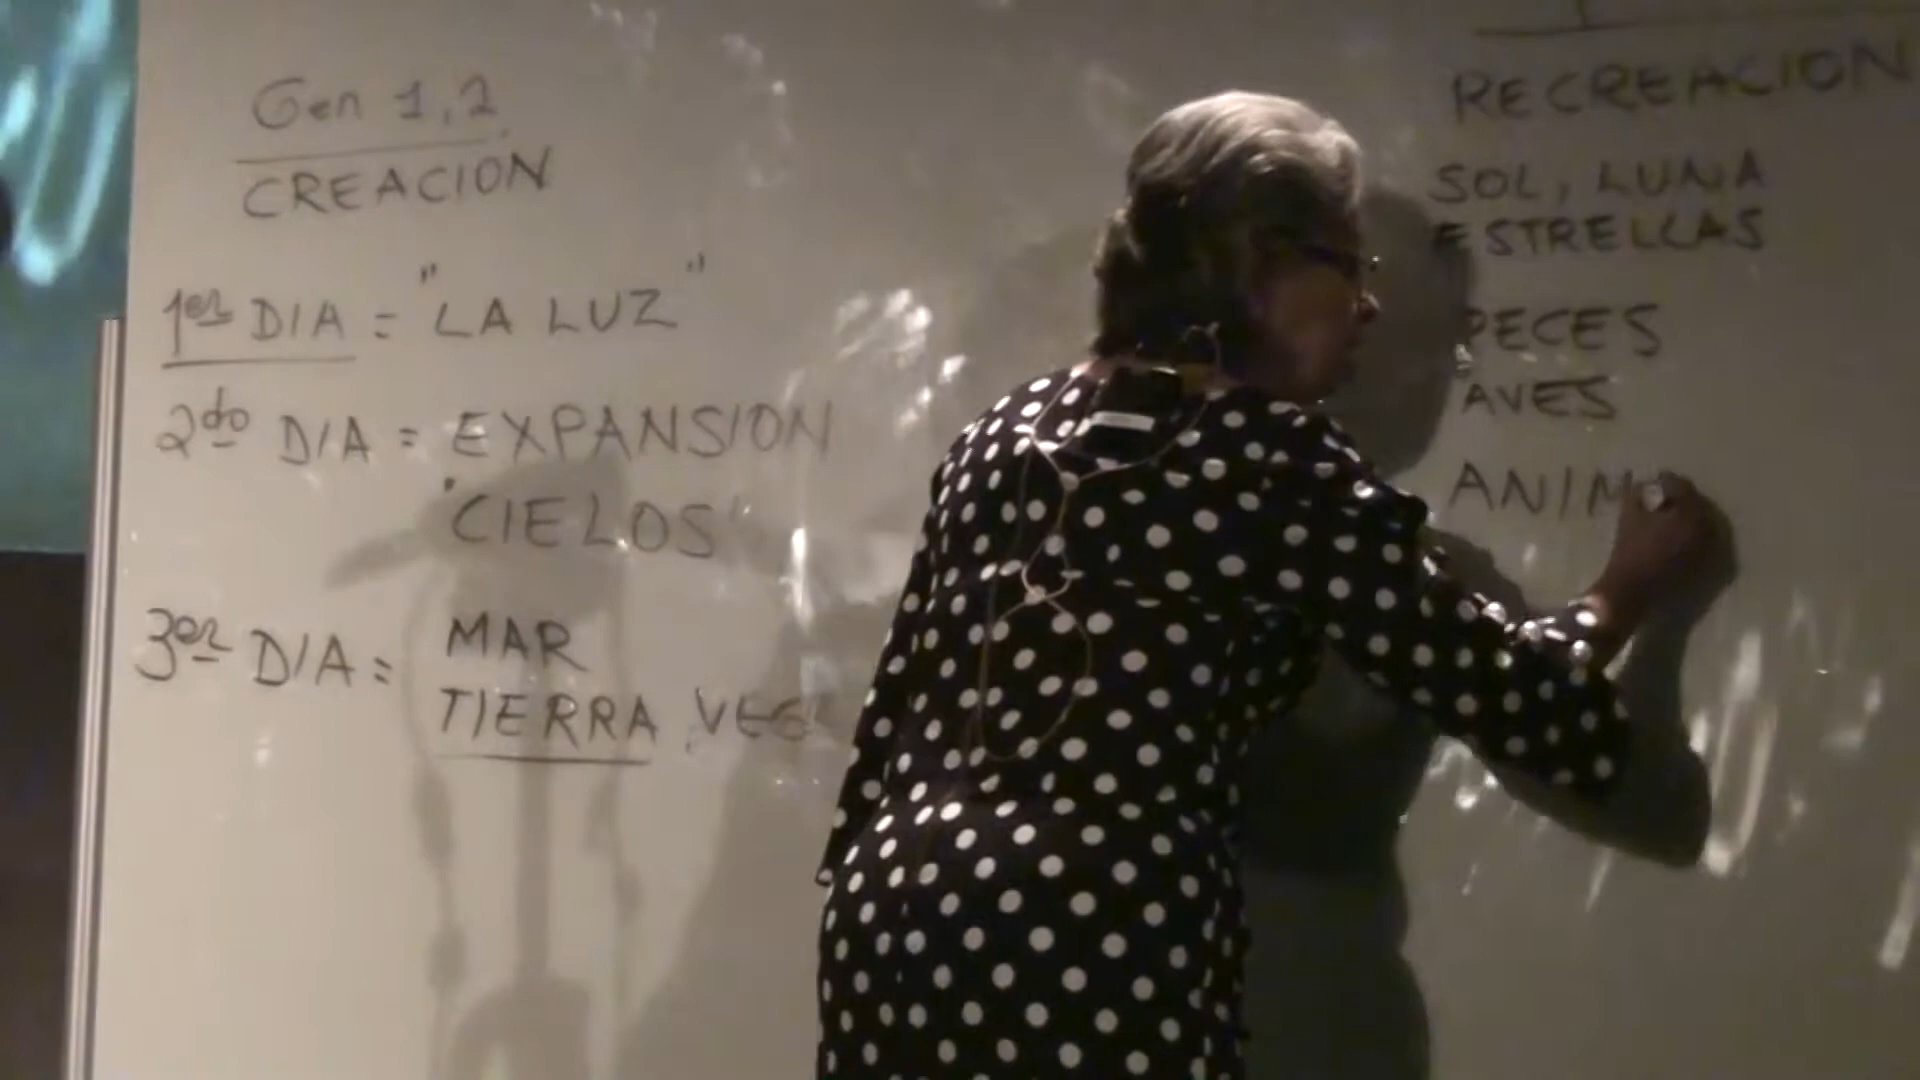 Gen 1,2
CREACION
1er DIA = "LA LUZ"
2do DIA = EXPANSION
"CIELOS"
3er DIA = MAR
TIERRA VEG
RECREACION
SOL, LUNA
ESTRELLAS
PECES
AVES
ANIM